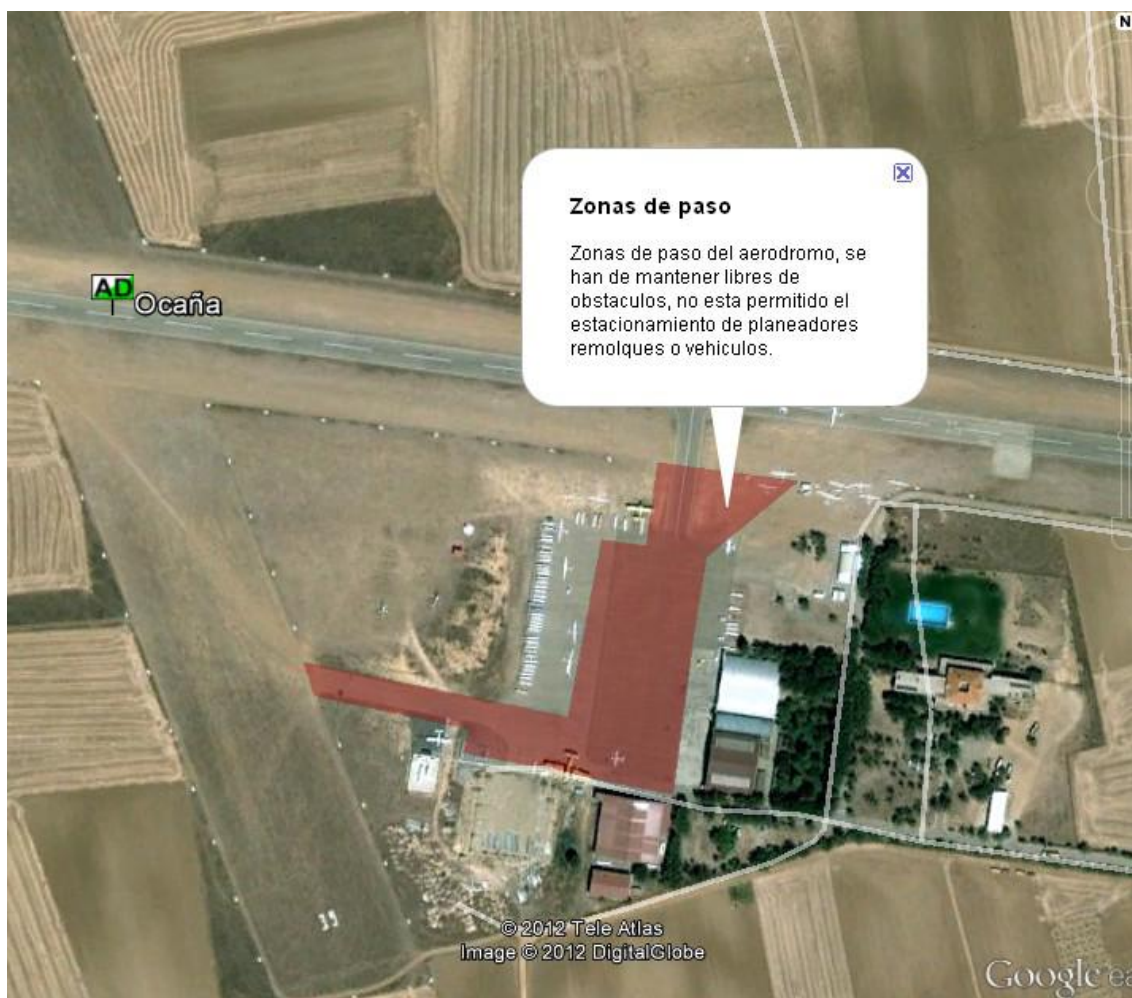 N
Zonas de paso
Zonas de paso del aerodromo, se
han de mantener libres de
obstaculos, no esta permitido el
estacionamiento de planeadores
remolques o vehiculos.
AD
Ocaña
© 2012 Tele Atlas
Image © 2012 DigitalGlobe
Google ea